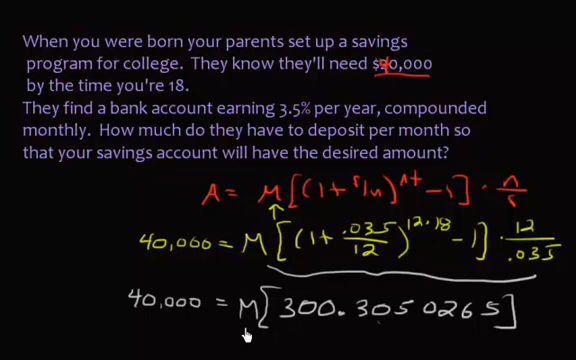 When you were born your parents set up a savings
program for college. They know they'll need $40,000
by the time you're 18.
They find a bank account earning 3.5% per year, compounded
monthly. How much do they have to deposit per month so
that your savings account will have the desired amount?
A = M[(1+r/n)^nt -1] · n/r
40,000 = M[(1+ .035/12)^12·18 -1] · 12/.035
40,000 = M[300.3050265]